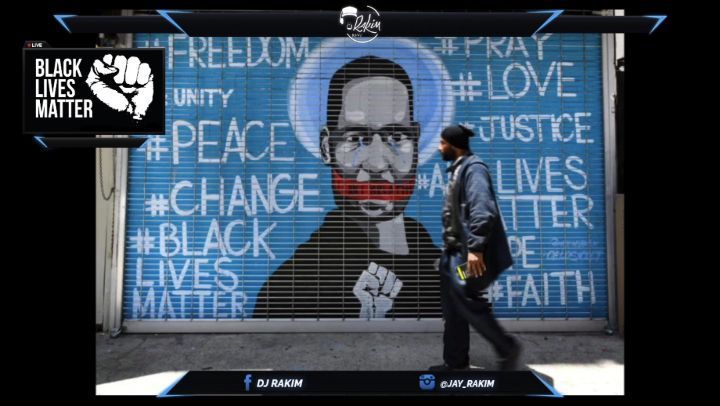 Rakim
LIVE
BLACK
LIVES
MATTER
#FREEDOM
UNITY
#PEACE
#CHANGE
#BLACK
LIVES
MATTER
#PRAY
#LOVE
#JUSTICE
LIVES
#FAITH
DJ RAKIM
@JAY_RAKIM